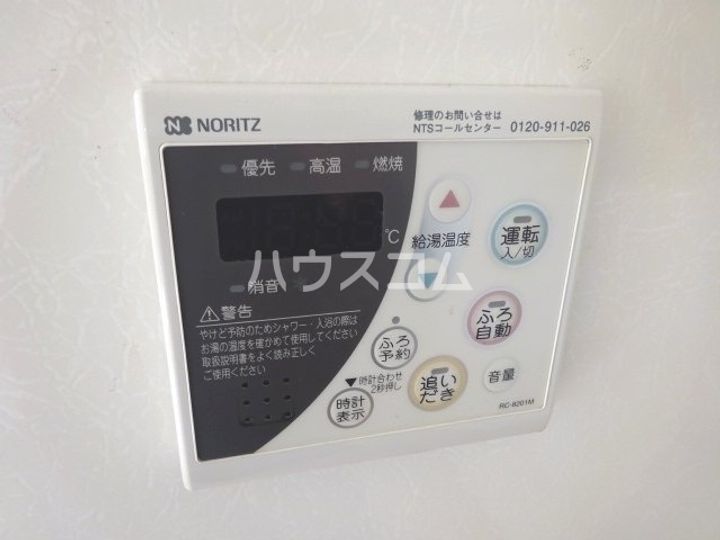 NORITZ
修理のお問い合せは
NTSコールセンター 0120-911-026
優先 高温 燃焼
℃
給湯温度
運転
入/切
消音
ハウスコム
警告
やけど予防のためシャワー・入浴の際は
お湯の温度を確かめて使用してください
取扱説明書をよく読み正しく
ご使用ください
ふろ
自動
ふろ
予約
▼時計合わせ
2秒押し
時計
表示
追い
だき
音量
RC-8201M